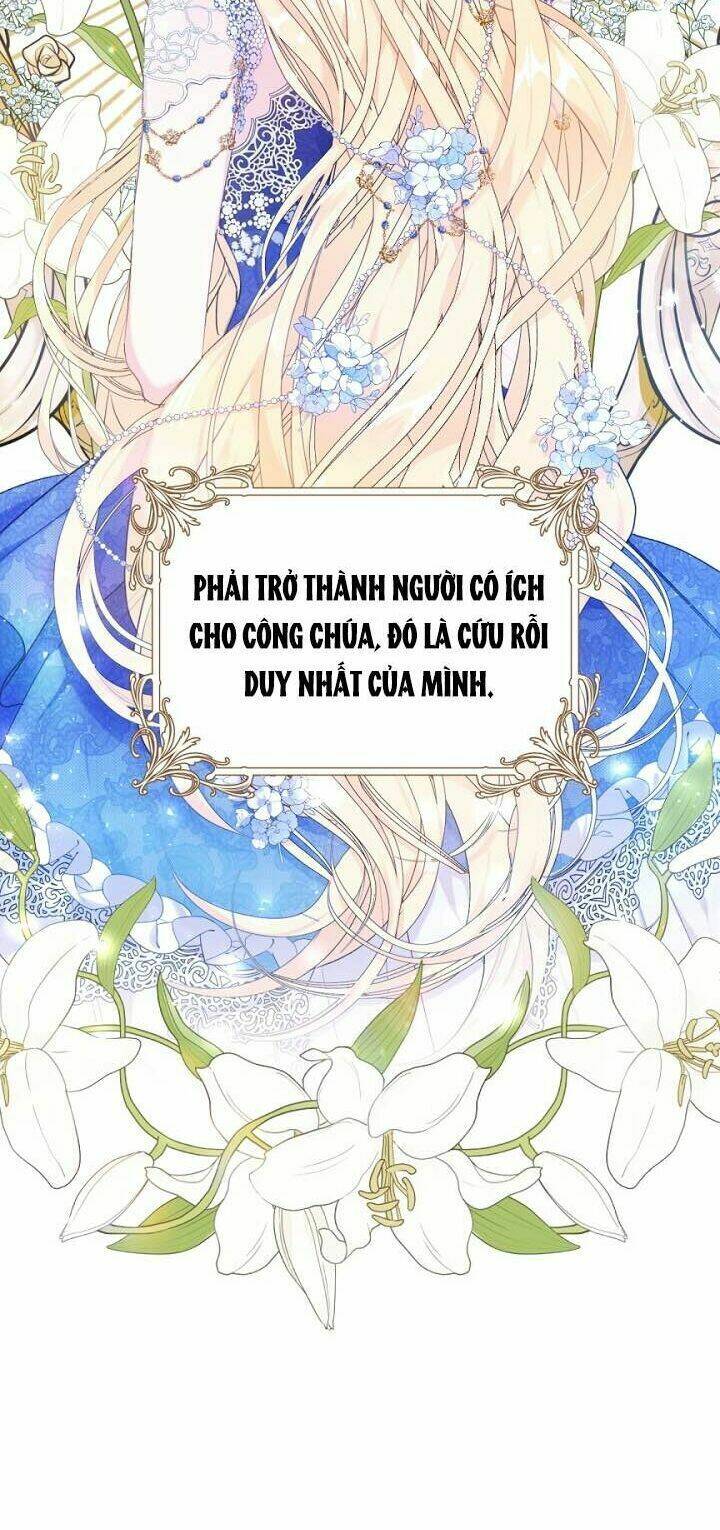 PHẢI TRỞ THÀNH NGƯỜI CÓ ÍCH
CHO CÔNG CHÚA, ĐÓ LÀ CỨU RỖI
DUY NHẤT CỦA MÌNH.